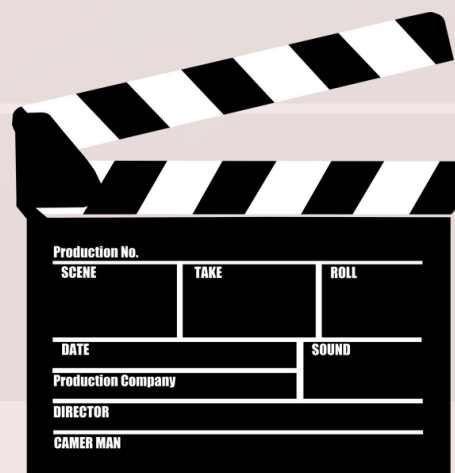 Production No.
SCENE TAKE ROLL
DATE SOUND
Production Company
DIRECTOR
CAMER MAN